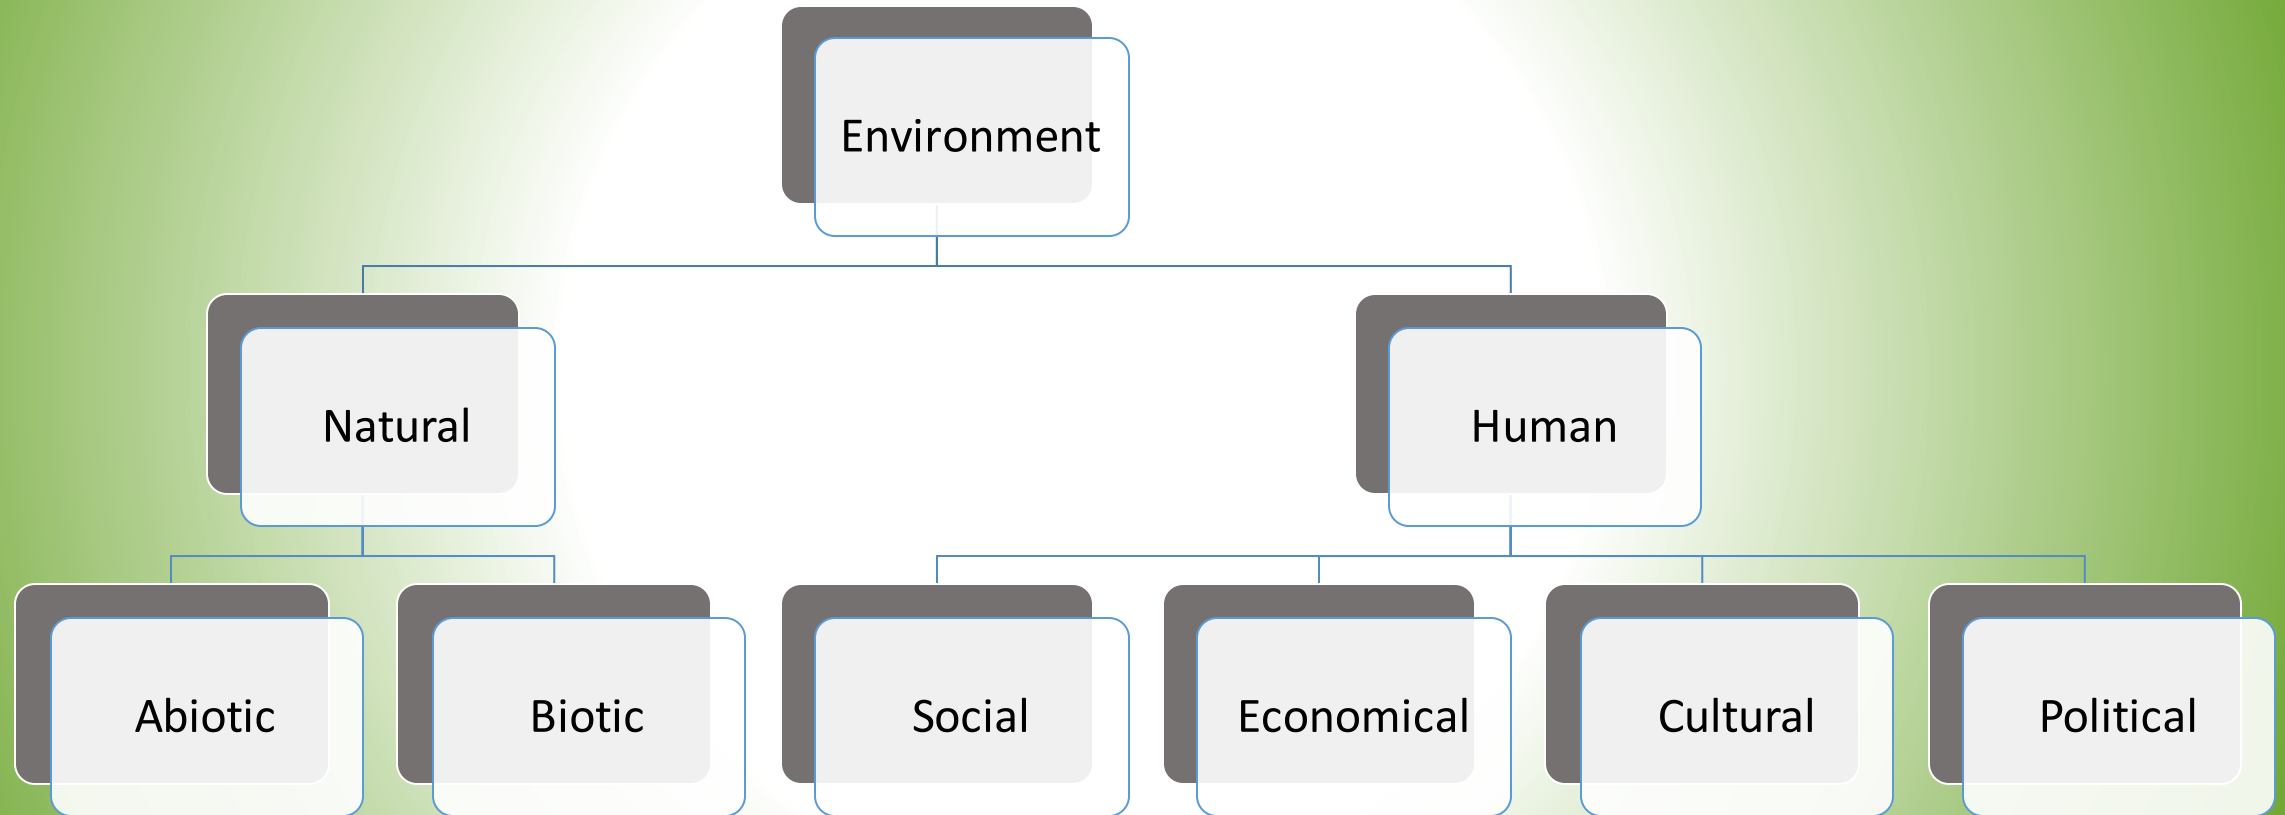 Environment
Natural
Human
Abiotic
Biotic
Social
Economical
Cultural
Political